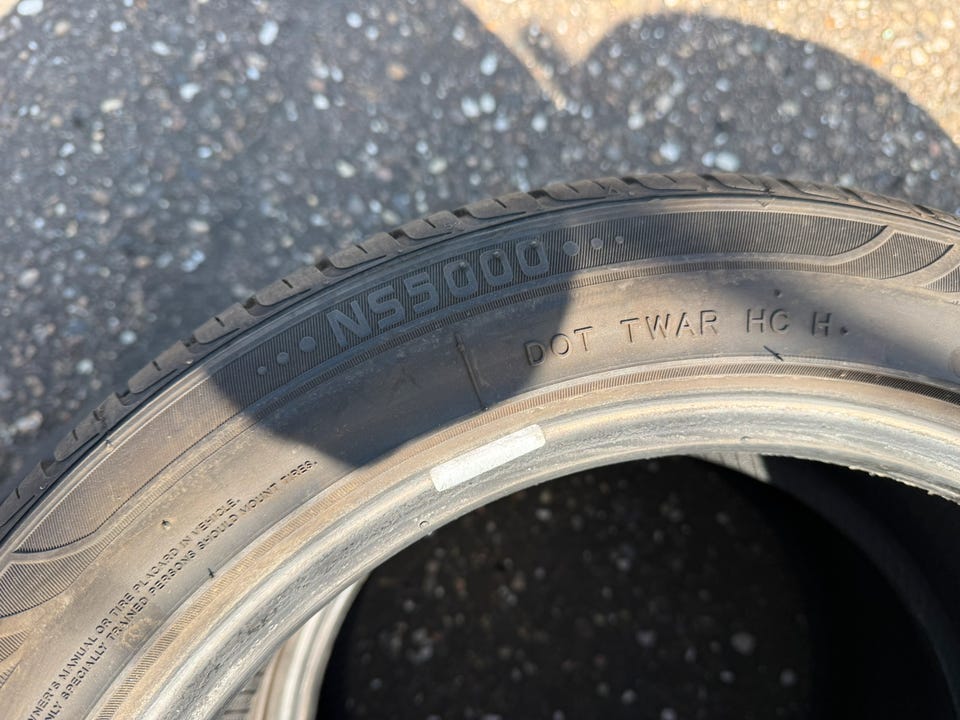 NS5000
DOT TWAR HC H.
OWNER'S MANUAL OR TIRE PLACARD IN VEHICLE.
ONLY SPECIALLY TRAINED PERSONS SHOULD MOUNT TIRES.